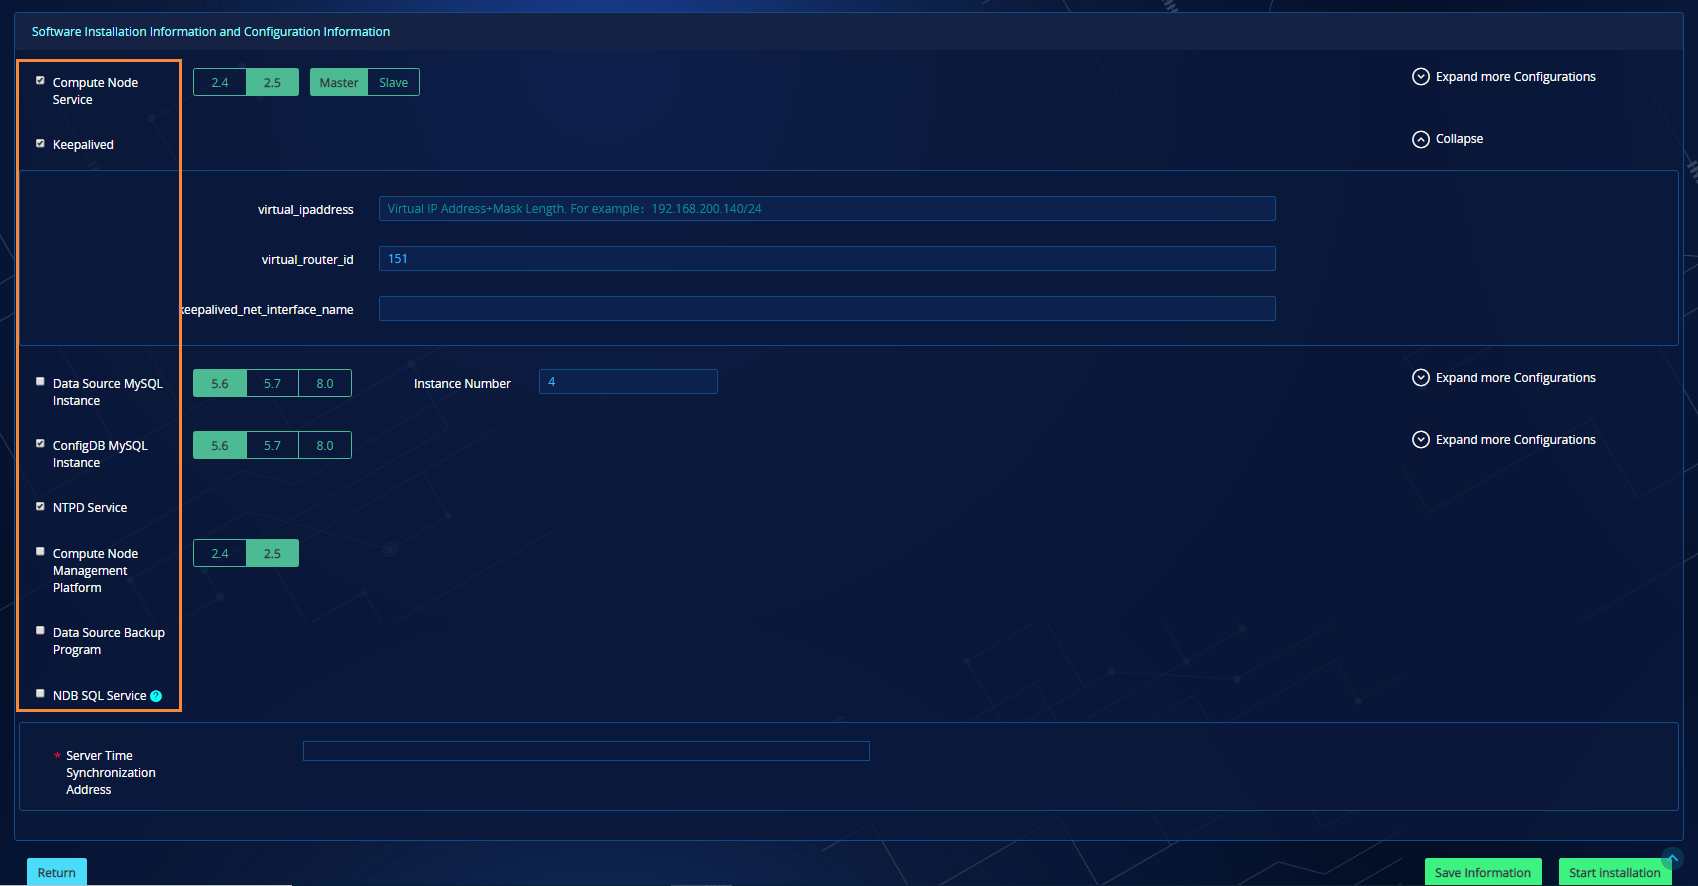 Software Installation Information and Configuration Information
Compute Node
Service
2.4
2.5
Master
Slave
Expand more Configurations
Keepalived
Collapse
virtual_ipaddress
Virtual IP Address+Mask Length. For example: 192.168.200.140/24
virtual_router_id
151
keepalived_net_interface_name
Data Source MySQL
Instance
5.6
5.7
8.0
Instance Number
4
Expand more Configurations
ConfigDB MySQL
Instance
5.6
5.7
8.0
Expand more Configurations
NTPD Service
Compute Node
Management
Platform
2.4
2.5
Data Source Backup
Program
NDB SQL Service ?
* Server Time
Synchronization
Address
Return
Save Information
Start installation